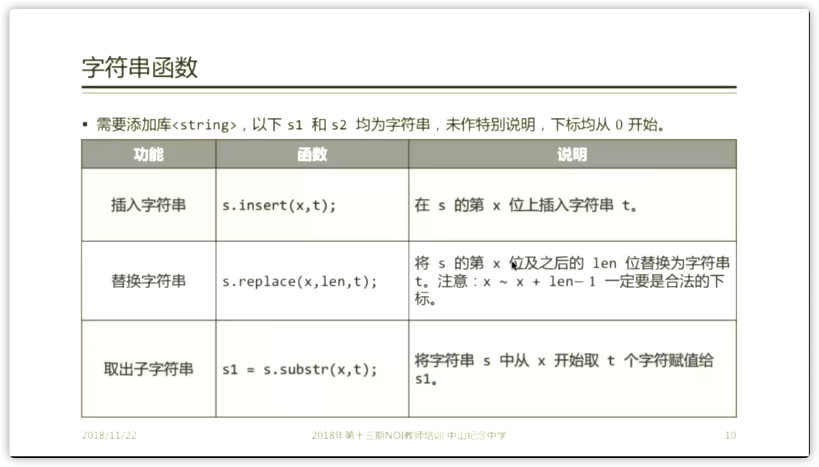 字符串函数
▪ 需要添加库<string>，以下 s1 和 s2 均为字符串，未作特别说明，下标均从 0 开始。
功能 函数 说明
插入字符串 s.insert(x,t); 在 s 的第 x 位上插入字符串 t。
替换字符串 s.replace(x,len,t); 将 s 的第 x 位及之后的 len 位替换为字符串
t。注意：x ~ x + len− 1 一定要是合法的下
标。
取出子字符串 s1 = s.substr(x,t); 将字符串 s 中从 x 开始取 t 个字符赋值给
s1。
2018/11/22 2018年第十三期NOI教师培训 中山纪念中学 10